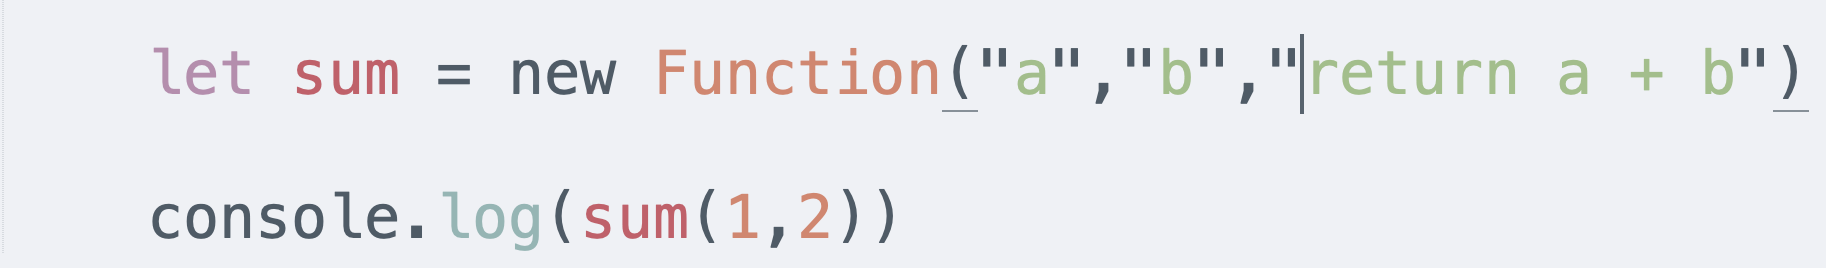 let sum = new Function("a","b","return a + b")
console.log(sum(1,2))